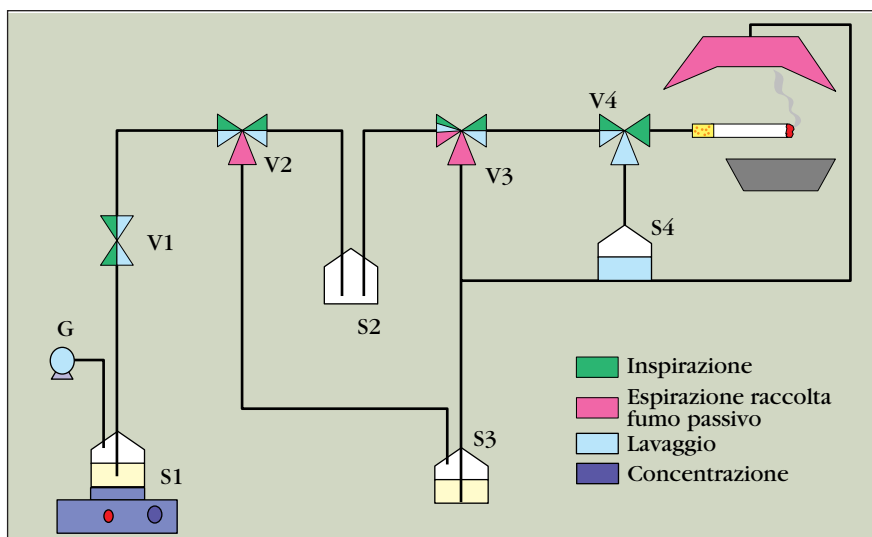 V4
V2
V3
V1
S4
S2
G
Inspirazione
Espirazione raccolta
fumo passivo
S3
Lavaggio
S1
Concentrazione